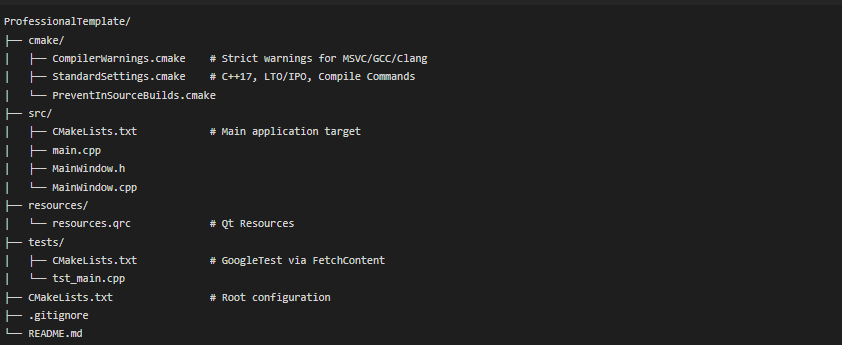 ProfessionalTemplate/
├── cmake/
│   ├── CompilerWarnings.cmake    # Strict warnings for MSVC/GCC/Clang
│   ├── StandardSettings.cmake    # C++17, LTO/IPO, Compile Commands
│   └── PreventInSourceBuilds.cmake
├── src/
│   ├── CMakeLists.txt            # Main application target
│   ├── main.cpp
│   ├── MainWindow.h
│   └── MainWindow.cpp
├── resources/
│   └── resources.qrc             # Qt Resources
├── tests/
│   ├── CMakeLists.txt            # GoogleTest via FetchContent
│   └── tst_main.cpp
├── CMakeLists.txt                # Root configuration
├── .gitignore
└── README.md